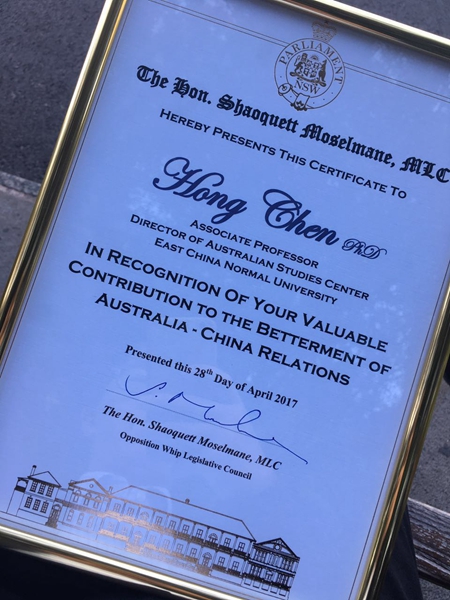 PARLIAMENT
NSW
The Hon. Shaoquett Moselmane, MLC
Hereby Presents This Certificate To
Hong Chen PhD
Associate Professor
Director of Australian Studies Center
East China Normal University
In Recognition Of Your Valuable
Contribution to the Betterment of
Australia - China Relations
Presented this 28th Day of April 2017
The Hon. Shaoquett Moselmane, MLC
Opposition Whip Legislative Council